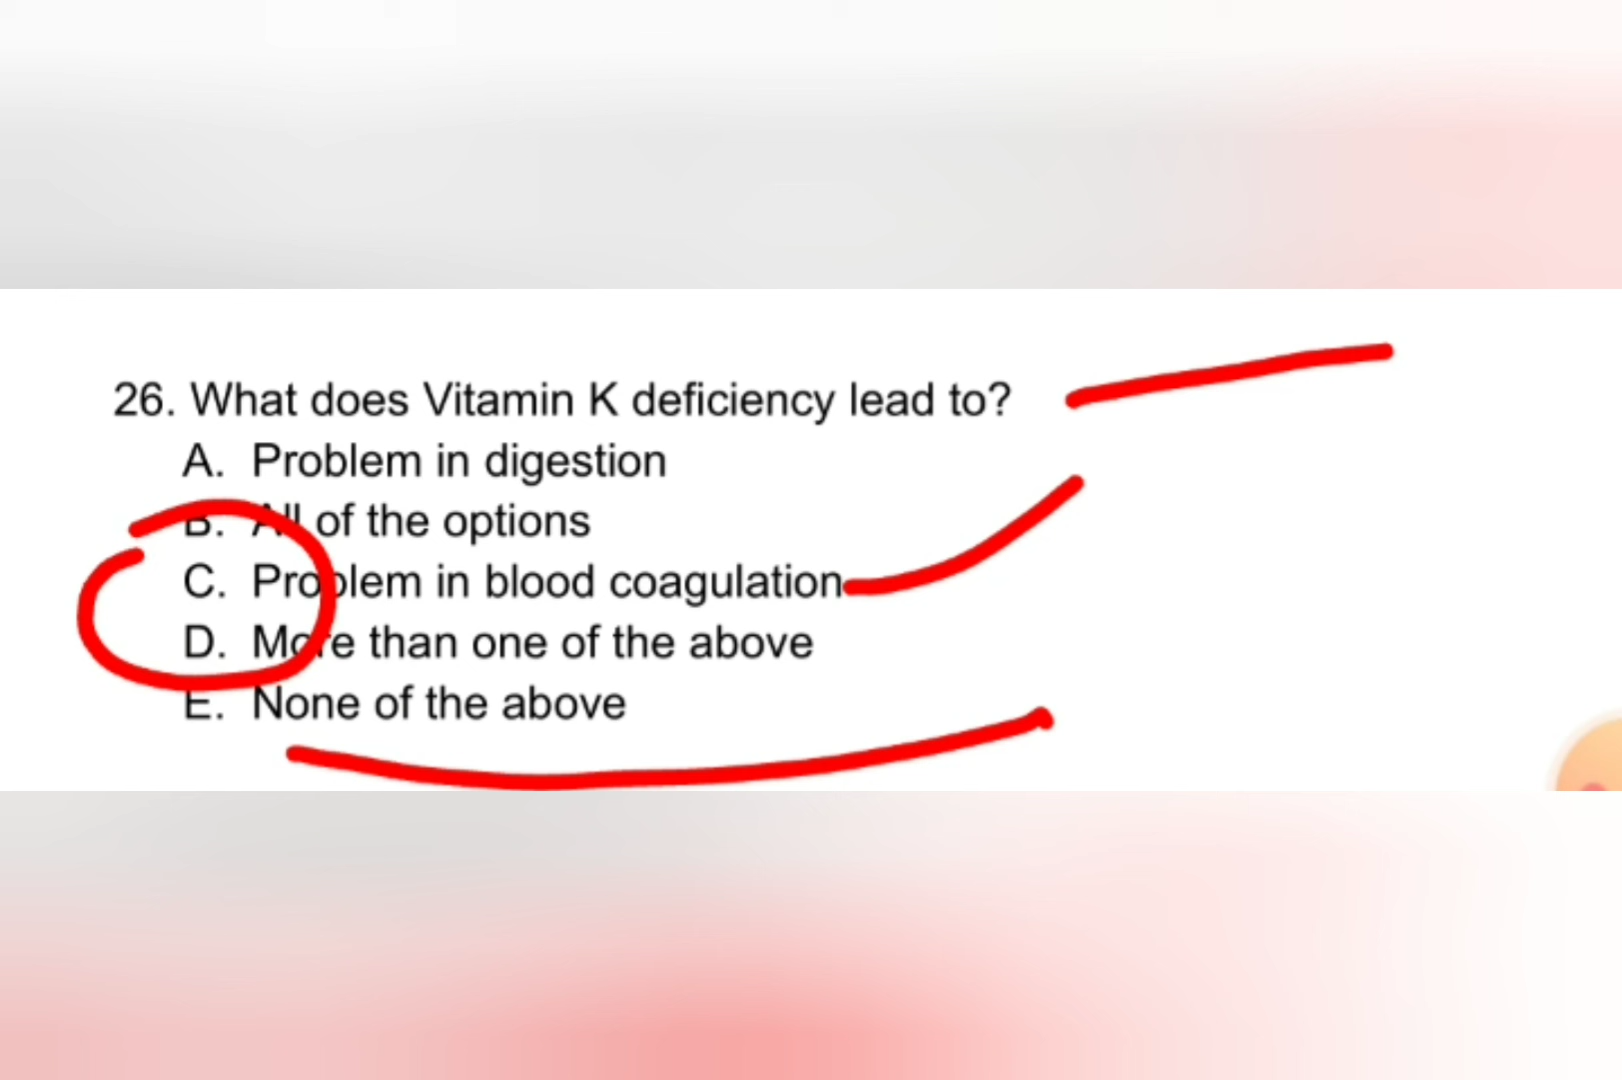 26. What does Vitamin K deficiency lead to?
A. Problem in digestion
B. All of the options
C. Problem in blood coagulation
D. More than one of the above
E. None of the above